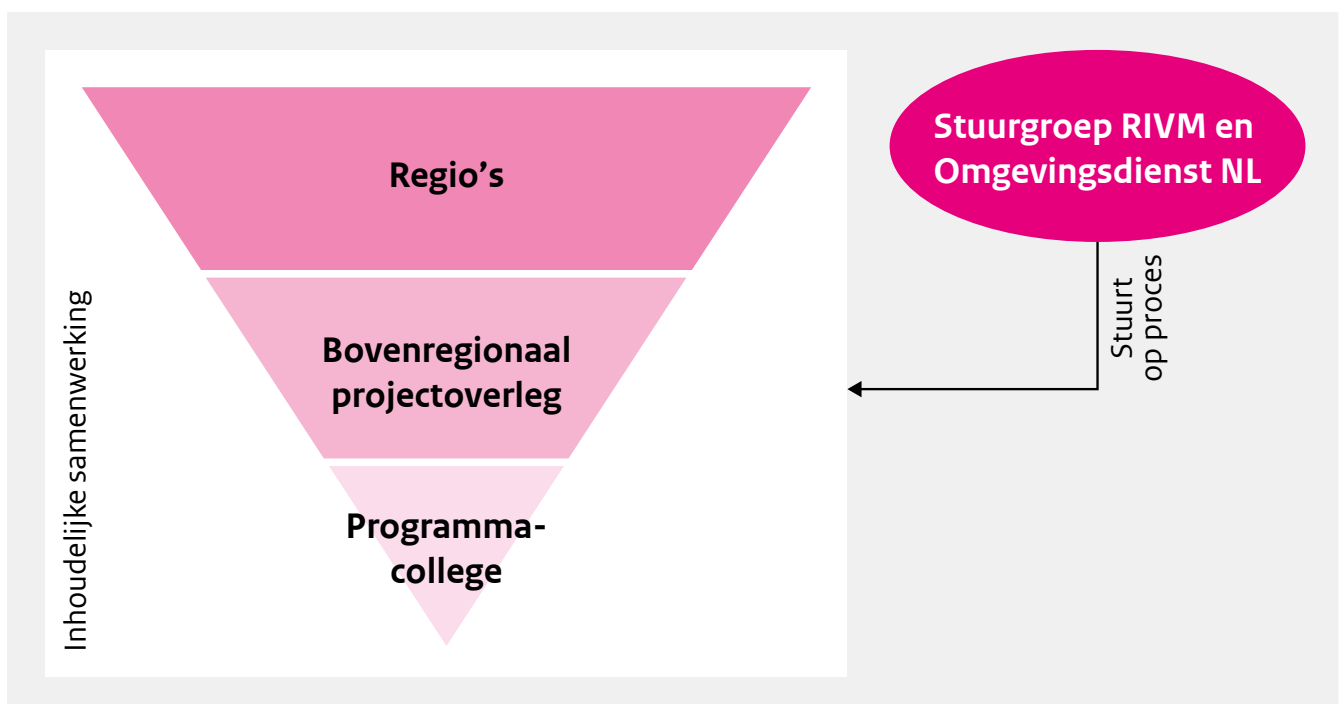 Regio’s
Bovenregionaal
projectoverleg
Programma-
college
Inhoudelijke samenwerking
Stuurgroep RIVM en
Omgevingsdienst NL
Stuurt
op proces